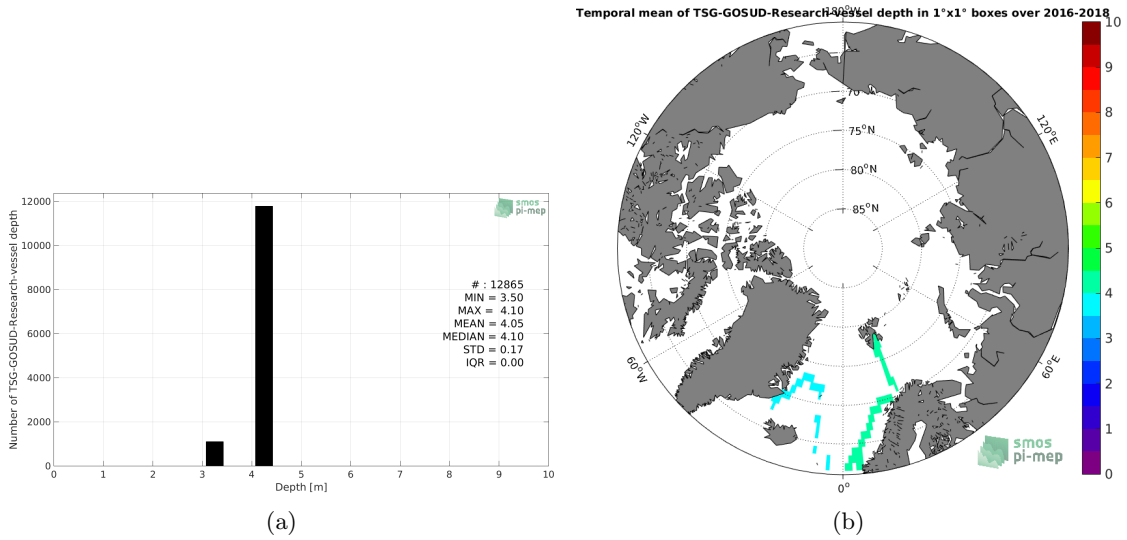 Temporal mean of TSG-GOSUD-Research-vessel depth in 1°x1° boxes over 2016-2018
Number of TSG-GOSUD-Research-vessel depth
12000
10000
8000
6000
4000
2000
0
smos
pi-mep
# : 12865
MIN = 3.50
MAX = 4.10
MEAN = 4.05
MEDIAN = 4.10
STD = 0.17
IQR = 0.00
0 1 2 3 4 5 6 7 8 9 10
Depth [m]
(a)
180°W
120°W
120°E
60°W
60°E
0°
70
75°N
80°N
85°N
smos
pi-mep
10
9
8
7
6
5
4
3
2
1
0
(b)